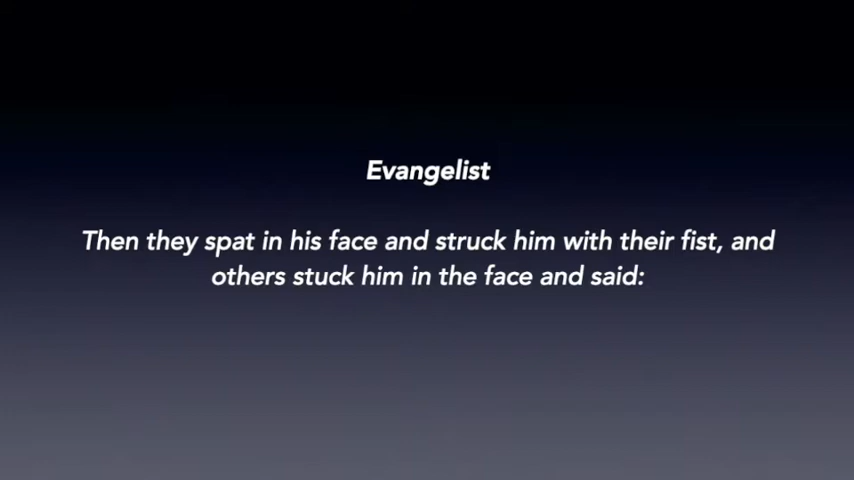 Evangelist
Then they spat in his face and struck him with their fist, and
others stuck him in the face and said: